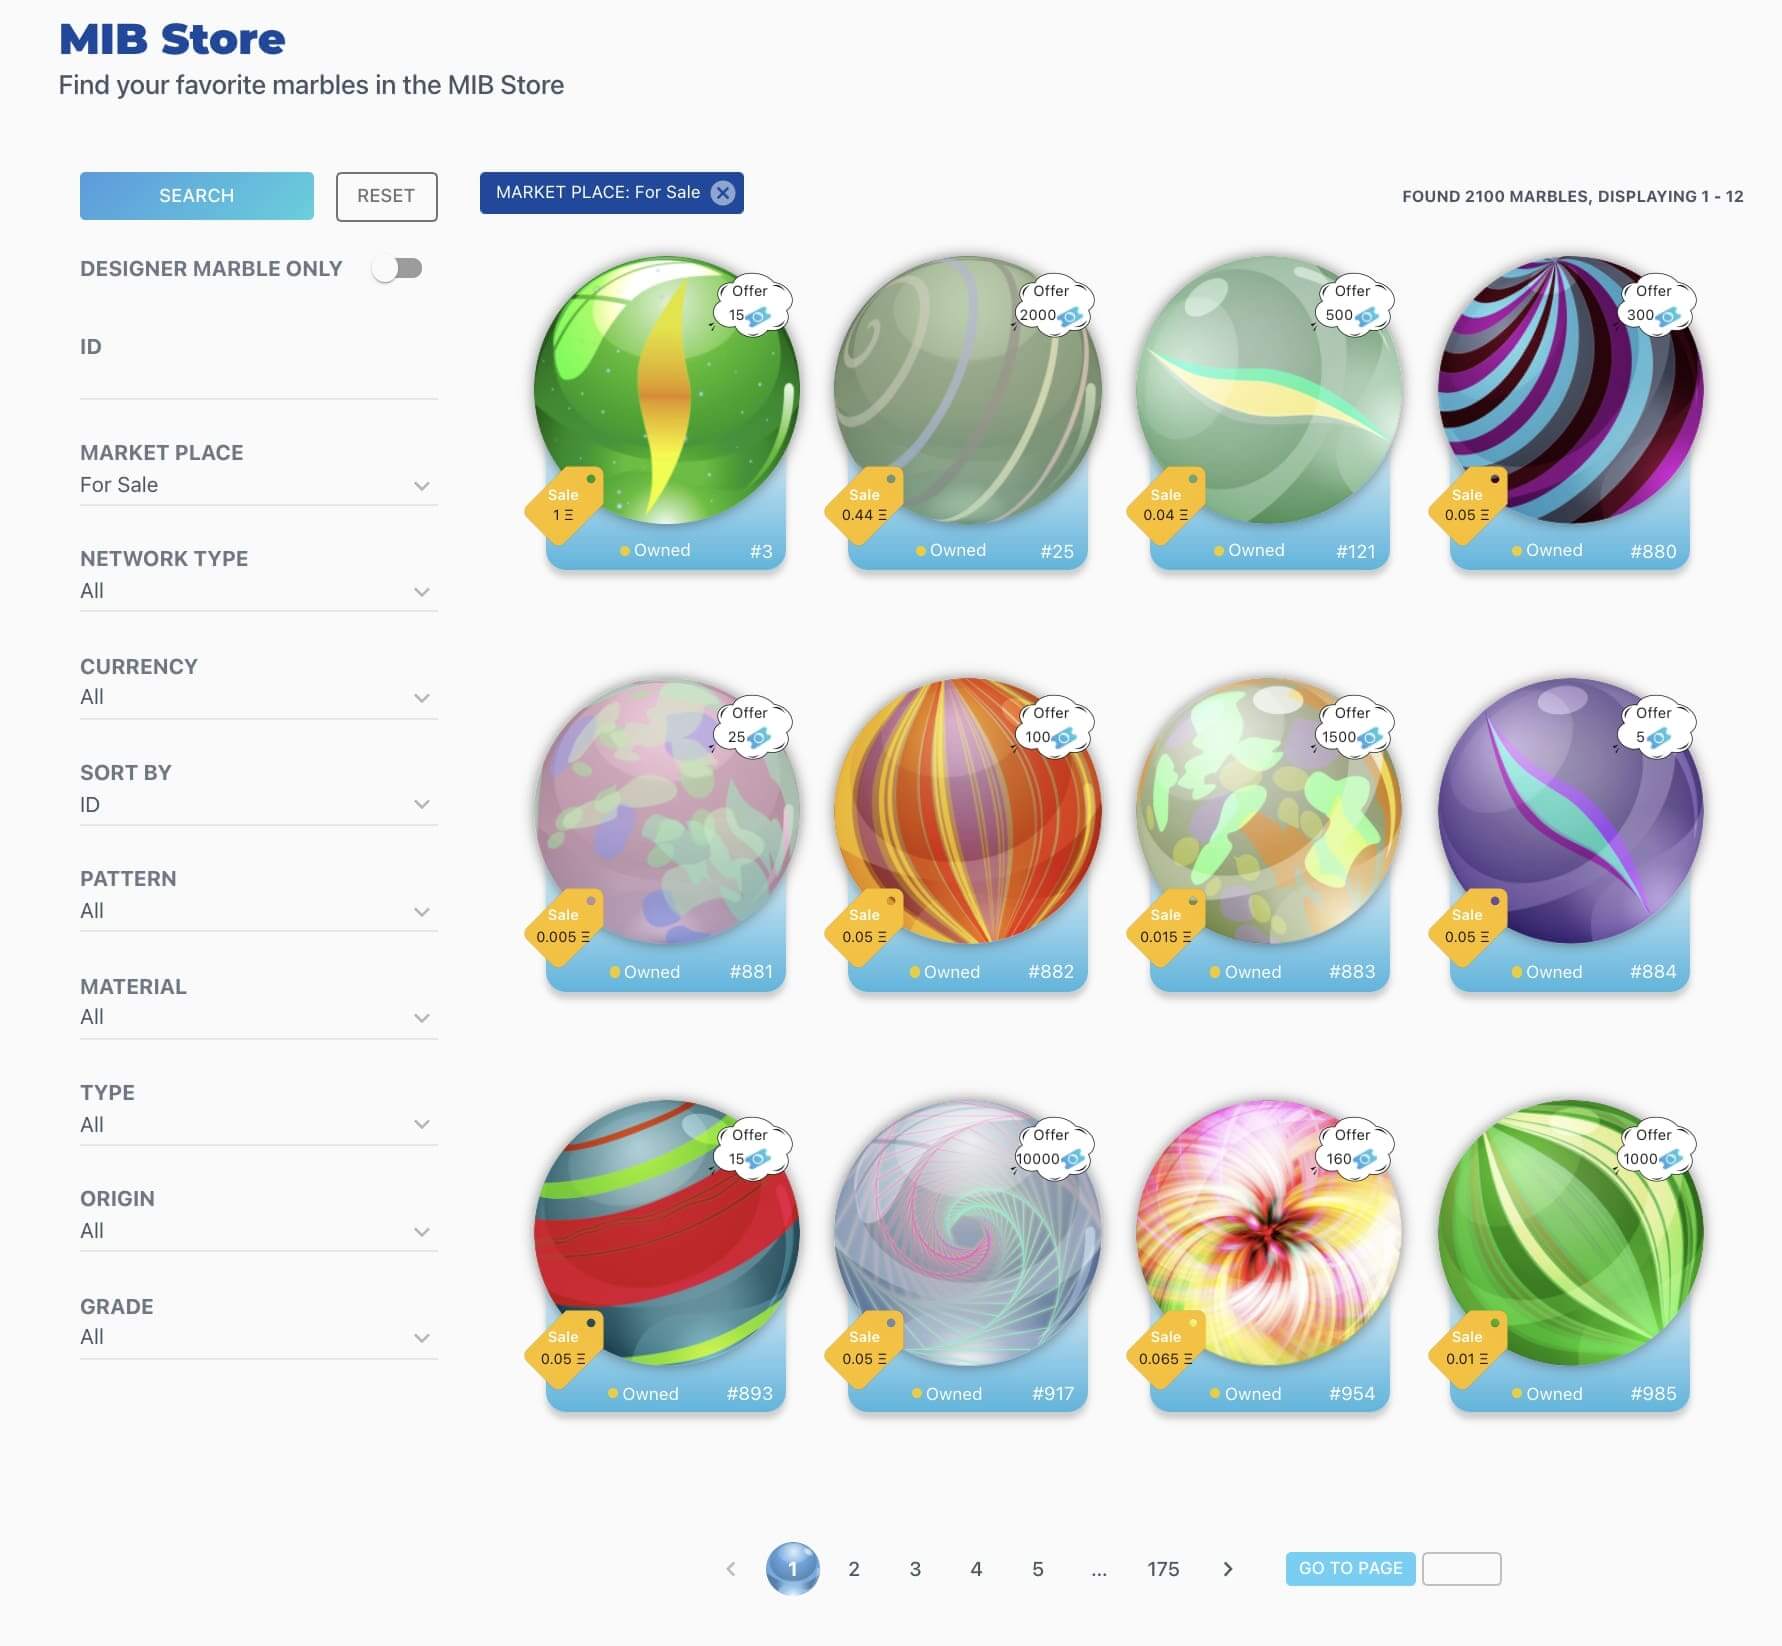 MIB Store
Find your favorite marbles in the MIB Store
SEARCH
RESET
MARKET PLACE: For Sale
FOUND 2100 MARBLES, DISPLAYING 1 - 12
DESIGNER MARBLE ONLY
ID
MARKET PLACE
For Sale
NETWORK TYPE
All
CURRENCY
All
SORT BY
ID
PATTERN
All
MATERIAL
All
TYPE
All
ORIGIN
All
GRADE
All
Offer
15
Sale
1 Ξ
Owned #3
Offer
2000
Sale
0.44 Ξ
Owned #25
Offer
500
Sale
0.04 Ξ
Owned #121
Offer
300
Sale
0.05 Ξ
Owned #880
Offer
25
Sale
0.005 Ξ
Owned #881
Offer
100
Sale
0.05 Ξ
Owned #882
Offer
1500
Sale
0.015 Ξ
Owned #883
Offer
5
Sale
0.05 Ξ
Owned #884
Offer
15
Sale
0.05 Ξ
Owned #893
Offer
10000
Sale
0.05 Ξ
Owned #917
Offer
160
Sale
0.065 Ξ
Owned #954
Offer
1000
Sale
0.01 Ξ
Owned #985
1 2 3 4 5 ... 175
GO TO PAGE